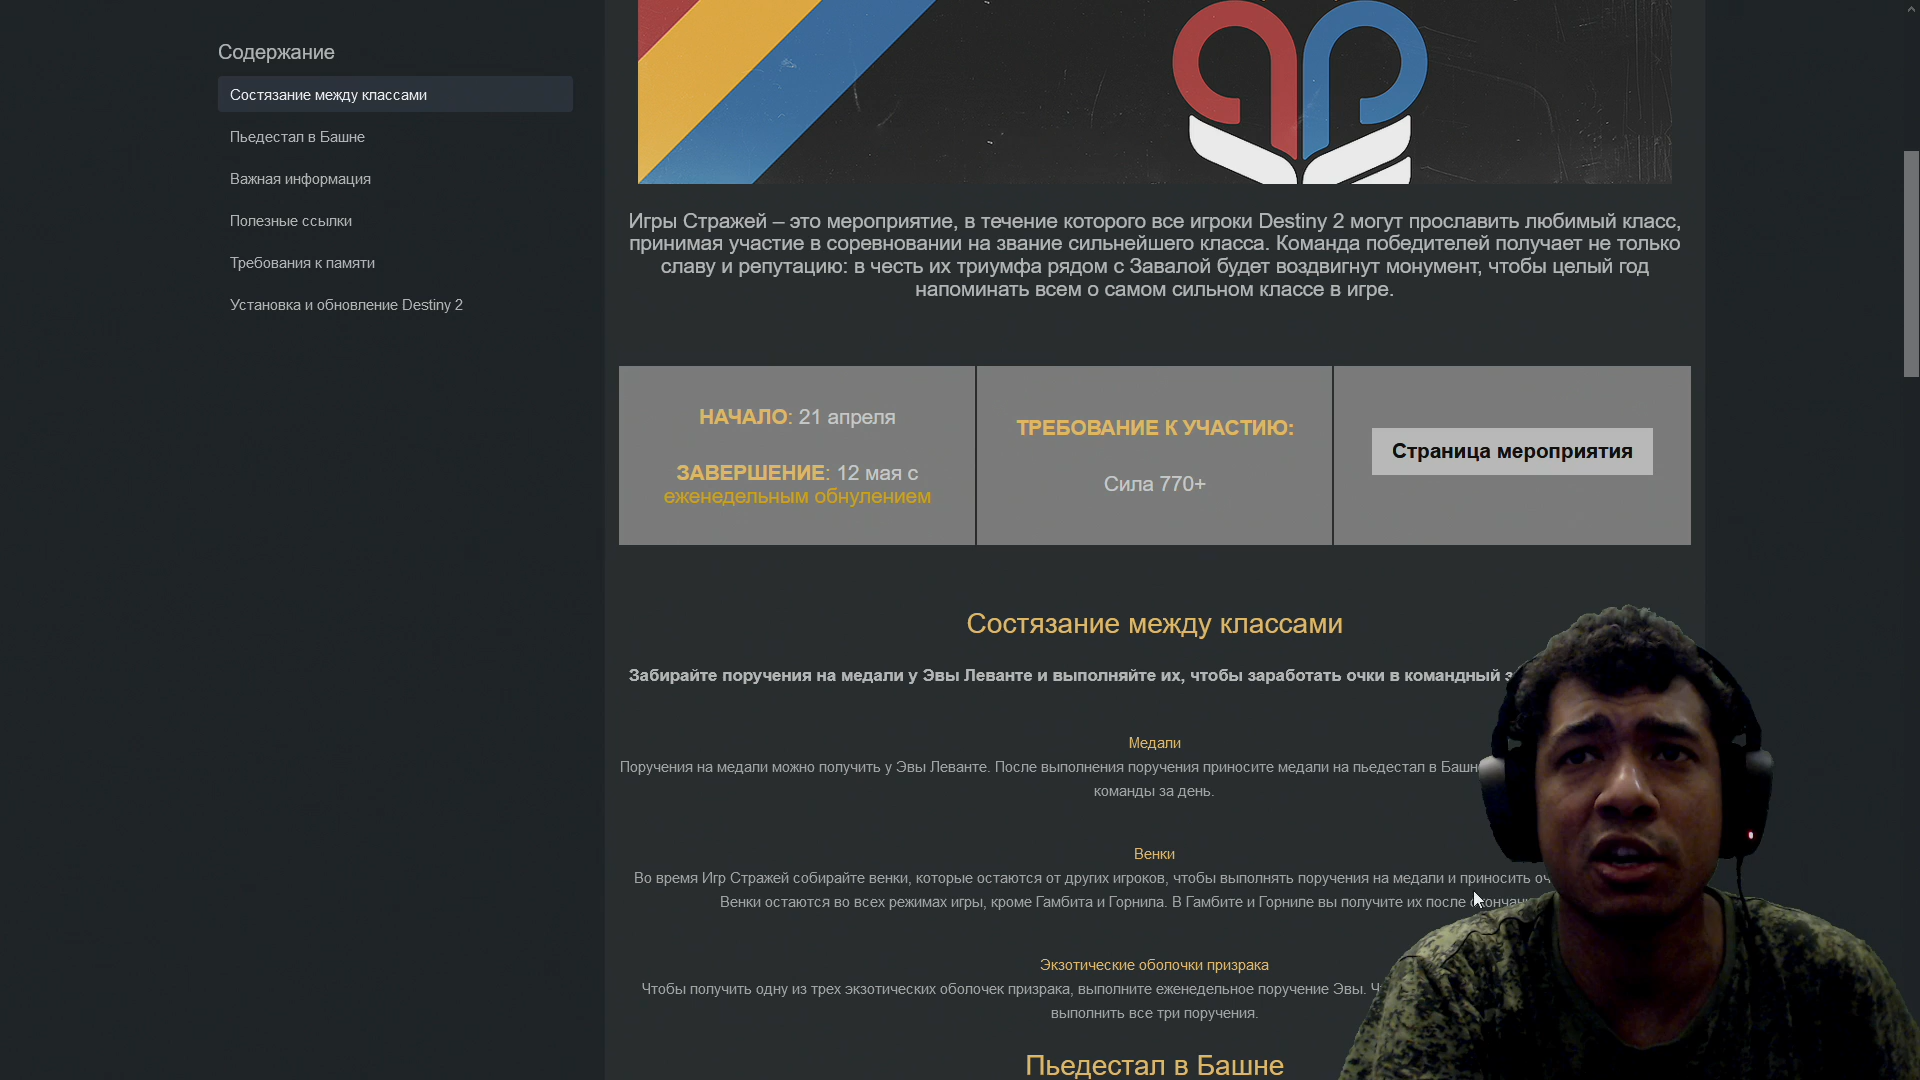 Содержание
Состязание между классами
Пьедестал в Башне
Важная информация
Полезные ссылки
Требования к памяти
Установка и обновление Destiny 2
Игры Стражей – это мероприятие, в течение которого все игроки Destiny 2 могут прославить любимый класс,
принимая участие в соревновании на звание сильнейшего класса. Команда победителей получает не только
славу и репутацию: в честь их триумфа рядом с Завалой будет воздвигнут монумент, чтобы целый год
напоминать всем о самом сильном классе в игре.
НАЧАЛО: 21 апреля
ЗАВЕРШЕНИЕ: 12 мая с
еженедельным обнулением
ТРЕБОВАНИЕ К УЧАСТИЮ:
Сила 770+
Страница мероприятия
Состязание между классами
Забирайте поручения на медали у Эвы Леванте и выполняйте их, чтобы заработать очки в командный
Медали
Поручения на медали можно получить у Эвы Леванте. После выполнения поручения приносите медали на пьедестал в
команды за день.
Венки
Во время Игр Стражей собирайте венки, которые остаются от других игроков, чтобы выполнять поручения на медали и приносить
Венки остаются во всех режимах игры, кроме Гамбита и Горнила. В Гамбите и Горниле вы получите их после
Экзотические оболочки призрака
Чтобы получить одну из трех экзотических оболочек призрака, выполните еженедельное поручение Эвы.
выполнить все три поручения.
Пьедестал в Башне